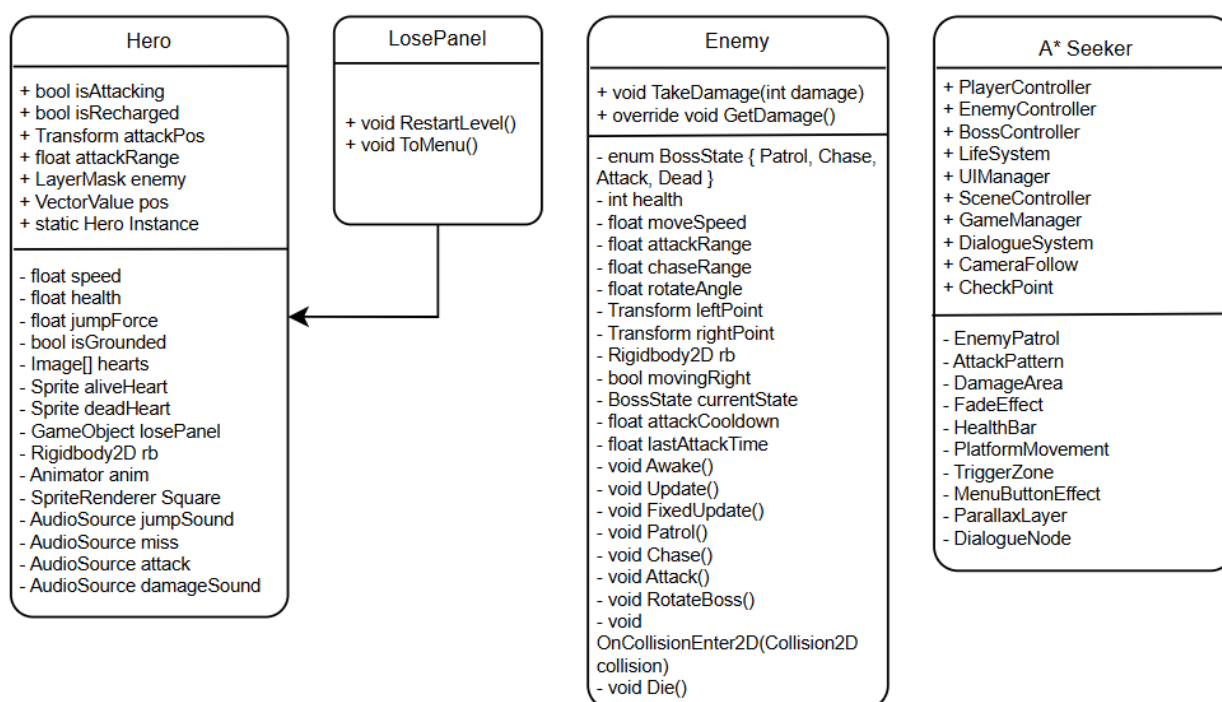 Hero
+ bool isAttacking
+ bool isRecharged
+ Transform attackPos
+ float attackRange
+ LayerMask enemy
+ VectorValue pos
+ static Hero Instance
- float speed
- float health
- float jumpForce
- bool isGrounded
- Image[] hearts
- Sprite aliveHeart
- Sprite deadHeart
- GameObject losePanel
- Rigidbody2D rb
- Animator anim
- SpriteRenderer Square
- AudioSource jumpSound
- AudioSource miss
- AudioSource attack
- AudioSource damageSound
LosePanel
+ void RestartLevel()
+ void ToMenu()
Enemy
+ void TakeDamage(int damage)
+ override void GetDamage()
- enum BossState { Patrol, Chase,
Attack, Dead }
- int health
- float moveSpeed
- float attackRange
- float chaseRange
- float rotateAngle
- Transform leftPoint
- Transform rightPoint
- Rigidbody2D rb
- bool movingRight
- BossState currentState
- float attackCooldown
- float lastAttackTime
- void Awake()
- void Update()
- void FixedUpdate()
- void Patrol()
- void Chase()
- void Attack()
- void RotateBoss()
- void
OnCollisionEnter2D(Collision2D
collision)
- void Die()
A* Seeker
+ PlayerController
+ EnemyController
+ BossController
+ LifeSystem
+ UIManager
+ SceneController
+ GameManager
+ DialogueSystem
+ CameraFollow
+ CheckPoint
- EnemyPatrol
- AttackPattern
- DamageArea
- FadeEffect
- HealthBar
- PlatformMovement
- TriggerZone
- MenuButtonEffect
- ParallaxLayer
- DialogueNode